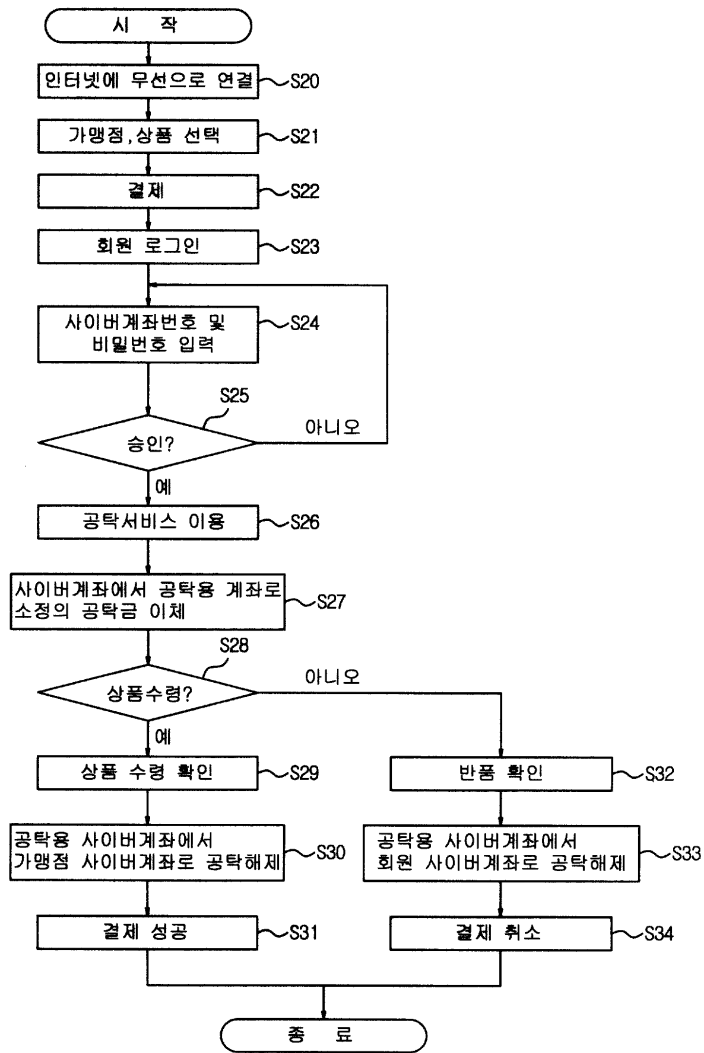 시 작
인터넷에 무선으로 연결
S20
가맹점,상품 선택
S21
결제
S22
회원 로그인
S23
사이버계좌번호 및
비밀번호 입력
S24
S25
승인?
아니오
예
공탁서비스 이용
S26
사이버계좌에서 공탁용 계좌로
소정의 공탁금 이체
S27
S28
상품수령?
아니오
예
상품 수령 확인
S29
반품 확인
S32
공탁용 사이버계좌에서
가맹점 사이버계좌로 공탁해제
S30
공탁용 사이버계좌에서
회원 사이버계좌로 공탁해제
S33
결제 성공
S31
결제 취소
S34
종 료